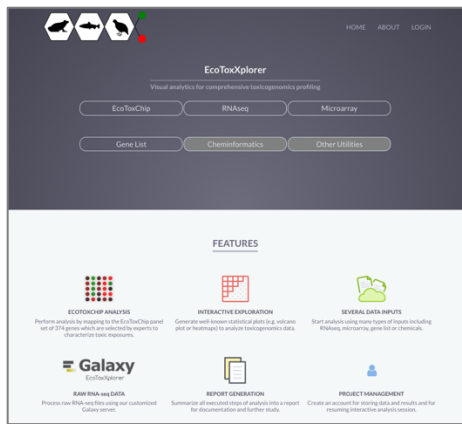 HOME ABOUT LOGIN
EcoToxXplorer
Visual analytics for comprehensive toxicogenomics profiling
EcoToxChip RNAseq Microarray
Gene List Cheminformatics Other Utilities
FEATURES
ECOTOXCHIP ANALYSIS
Perform analysis by mapping to the EcoToxChip panel
set of 374 genes which are selected by experts to
characterize toxic exposures.
INTERACTIVE EXPLORATION
Generate well-known statistical plots (e.g. volcano
plot or heatmaps) to analyze toxicogenomics data.
SEVERAL DATA INPUTS
Start analysis using many types of inputs including
RNAseq, microarray, gene list or chemicals.
Galaxy
EcoToxXplorer
RAW RNA-seq DATA
Process raw RNA-seq files using our customized
Galaxy server.
REPORT GENERATION
Summarize all executed steps of analysis into a report
for documentation and further study.
PROJECT MANAGEMENT
Create an account for storing data and results and for
resuming interactive analysis session.